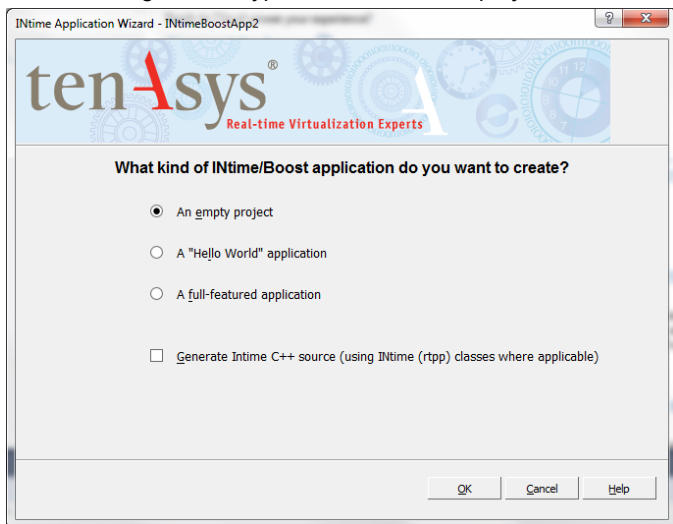 INtime Application Wizard - INtimeBoostApp2
tenAsys®
Real-time Virtualization Experts
What kind of INtime/Boost application do you want to create?
An empty project
A "Hello World" application
A full-featured application
Generate Intime C++ source (using INtime (rtpp) classes where applicable)
OK Cancel Help